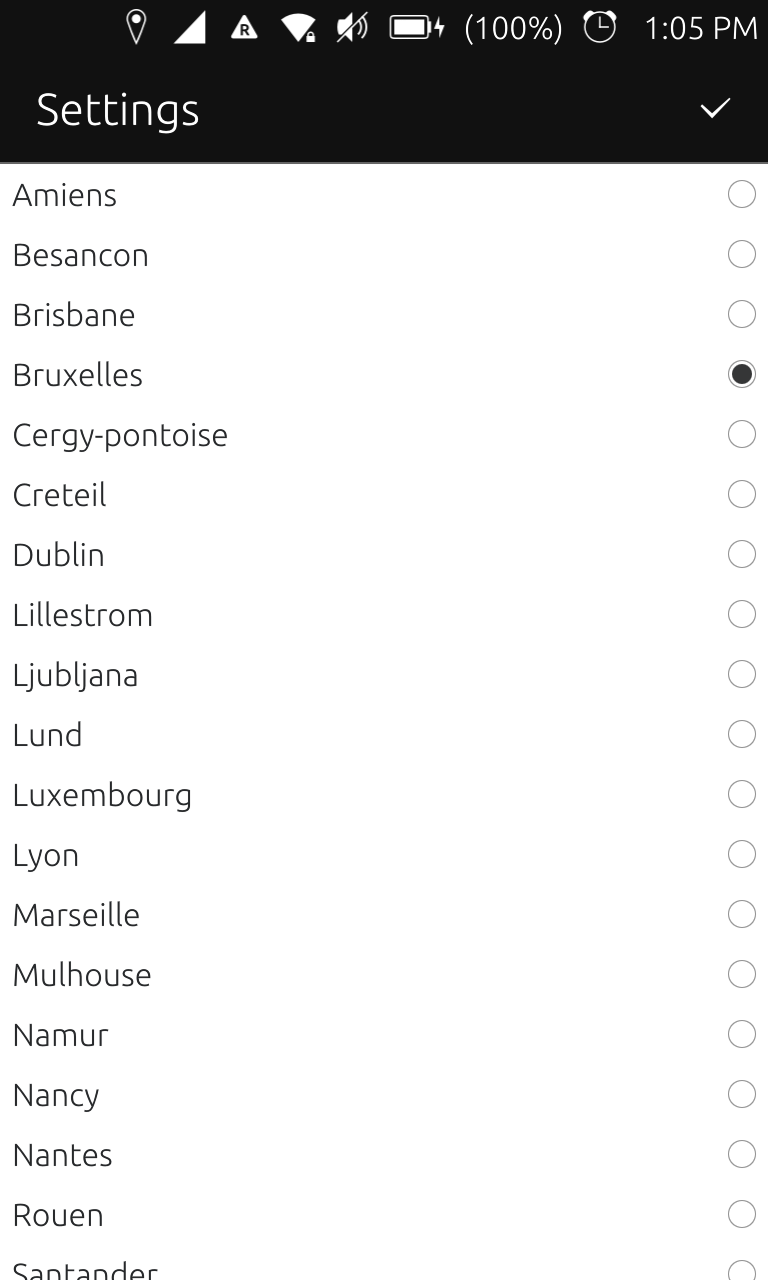 R (100%) 1:05 PM
Settings
Amiens
Besancon
Brisbane
Bruxelles
Cergy-pontoise
Creteil
Dublin
Lillestrom
Ljubljana
Lund
Luxembourg
Lyon
Marseille
Mulhouse
Namur
Nancy
Nantes
Rouen
Santander